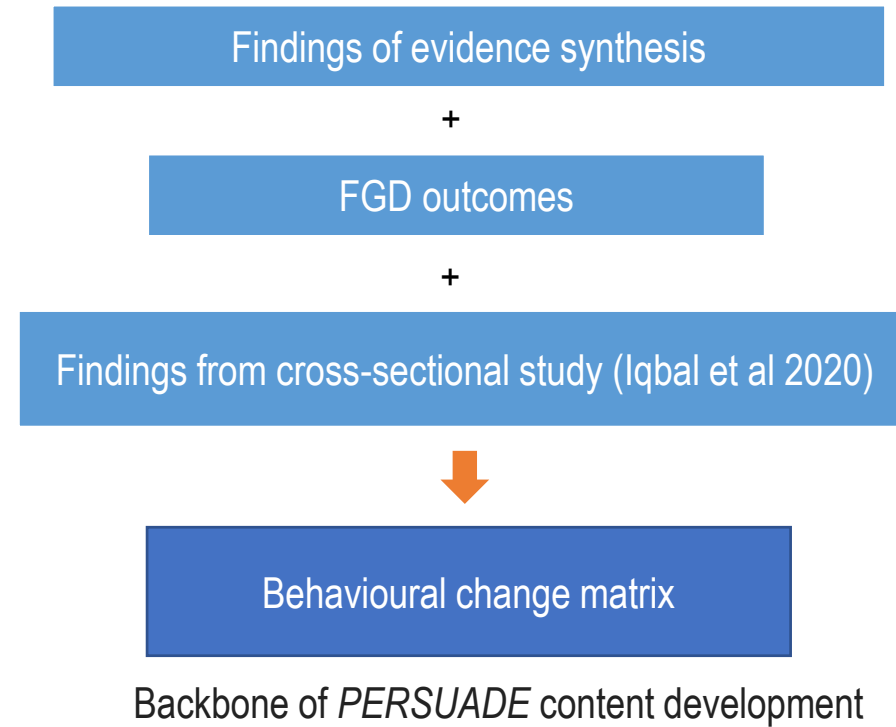 Findings of evidence synthesis
+
FGD outcomes
+
Findings from cross-sectional study (Iqbal et al 2020)
Behavioural change matrix
Backbone of PERSUADE content development